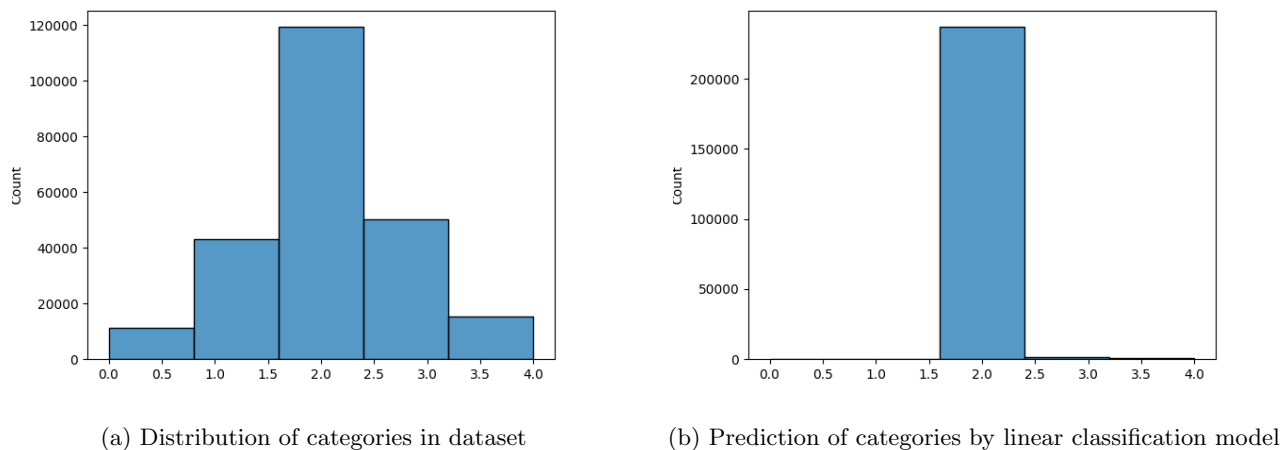 120000
100000
80000
60000
40000
20000
0
Count
0.0 0.5 1.0 1.5 2.0 2.5 3.0 3.5 4.0
(a) Distribution of categories in dataset
200000
150000
100000
50000
0
Count
0.0 0.5 1.0 1.5 2.0 2.5 3.0 3.5 4.0
(b) Prediction of categories by linear classification model